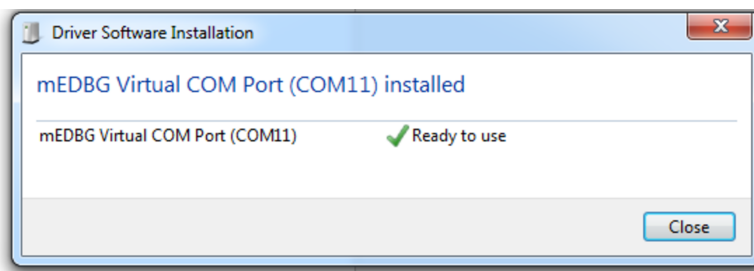 Driver Software Installation
mEDBG Virtual COM Port (COM11) installed
mEDBG Virtual COM Port (COM11) Ready to use
Close